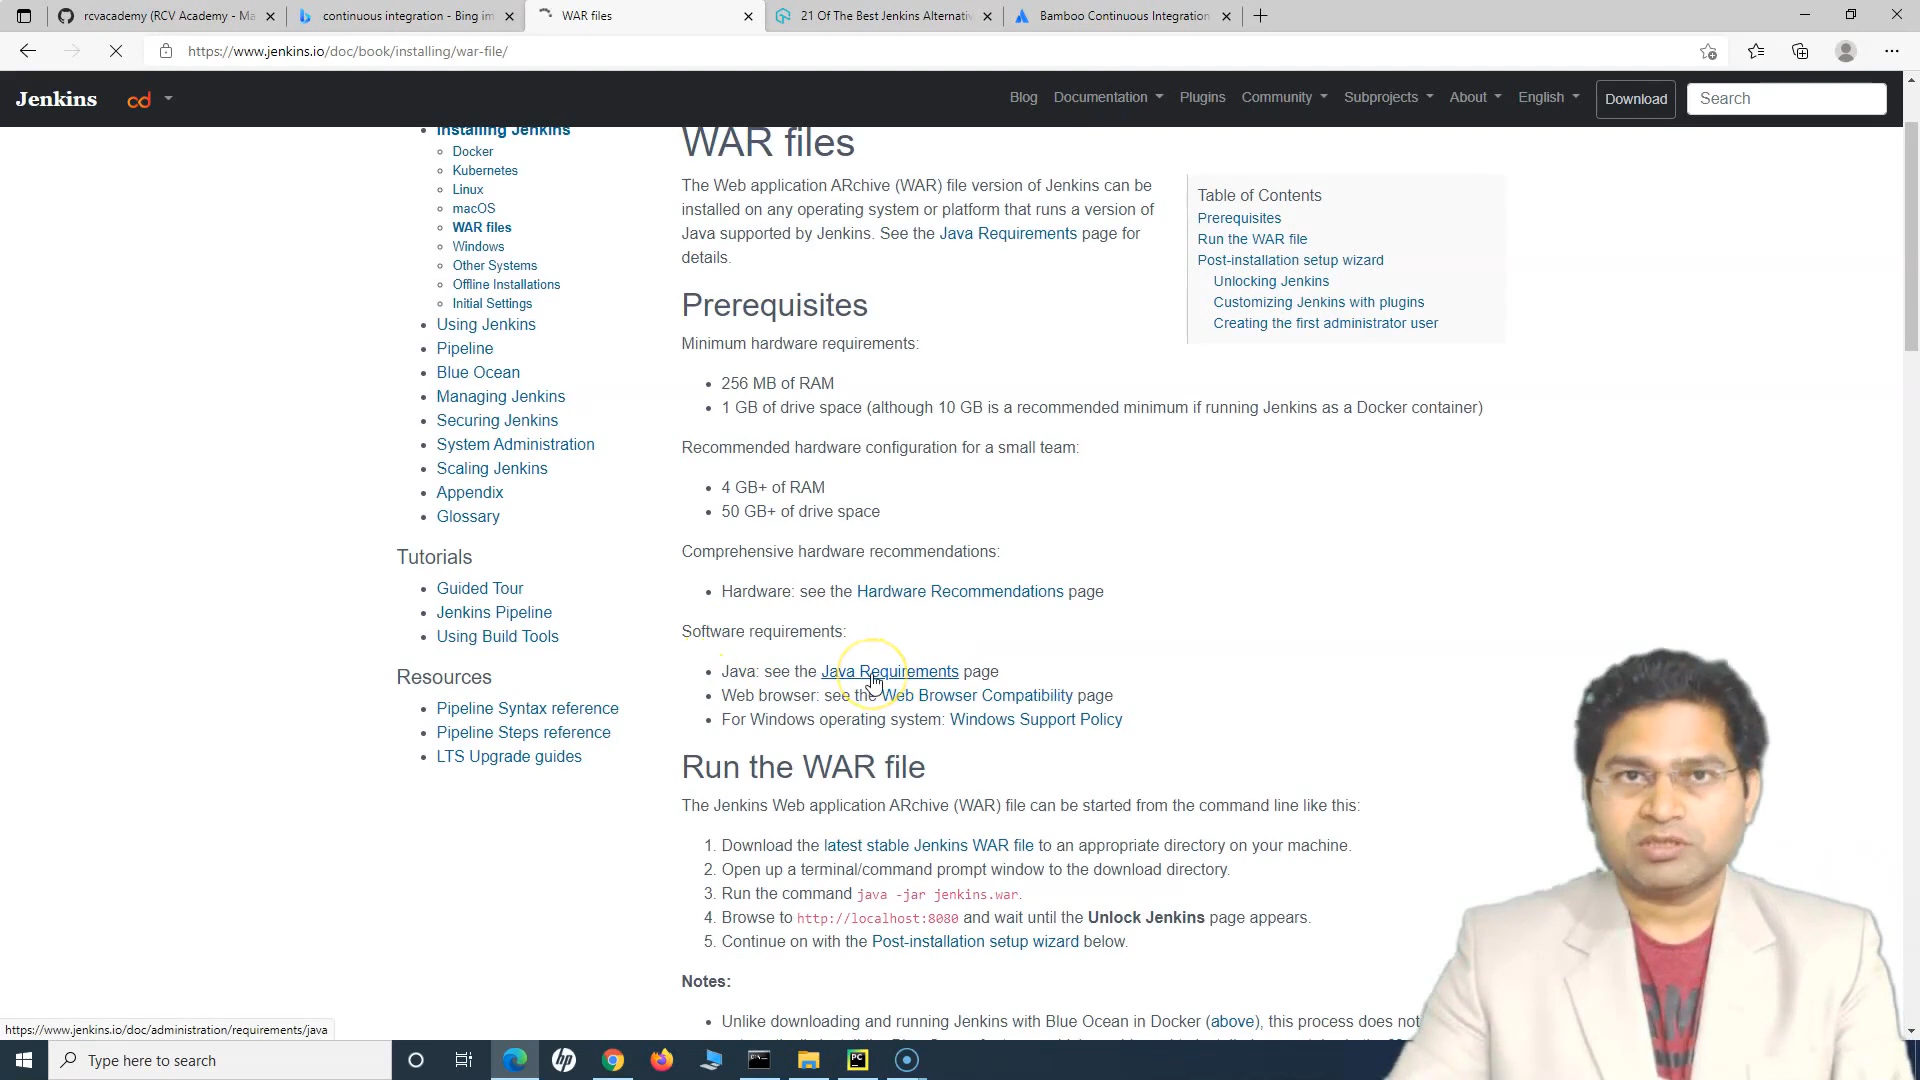 rcvacademy (RCV Academy - Ma
continuous integration - Bing im
WAR files
21 Of The Best Jenkins Alternativ
Bamboo Continuous Integration
https://www.jenkins.io/doc/book/installing/war-file/
Jenkins
cd
Blog
Documentation
Plugins
Community
Subprojects
About
English
Download
Search
Installing Jenkins
Docker
Kubernetes
Linux
macOS
WAR files
Windows
Other Systems
Offline Installations
Initial Settings
Using Jenkins
Pipeline
Blue Ocean
Managing Jenkins
Securing Jenkins
System Administration
Scaling Jenkins
Appendix
Glossary
Tutorials
Guided Tour
Jenkins Pipeline
Using Build Tools
Resources
Pipeline Syntax reference
Pipeline Steps reference
LTS Upgrade guides
WAR files
The Web application ARchive (WAR) file version of Jenkins can be
installed on any operating system or platform that runs a version of
Java supported by Jenkins. See the Java Requirements page for
details.
Table of Contents
Prerequisites
Run the WAR file
Post-installation setup wizard
Unlocking Jenkins
Customizing Jenkins with plugins
Creating the first administrator user
Prerequisites
Minimum hardware requirements:
256 MB of RAM
1 GB of drive space (although 10 GB is a recommended minimum if running Jenkins as a Docker container)
Recommended hardware configuration for a small team:
4 GB+ of RAM
50 GB+ of drive space
Comprehensive hardware recommendations:
Hardware: see the Hardware Recommendations page
Software requirements:
Java: see the Java Requirements page
Web browser: see the Web Browser Compatibility page
For Windows operating system: Windows Support Policy
Run the WAR file
The Jenkins Web application ARchive (WAR) file can be started from the command line like this:
1. Download the latest stable Jenkins WAR file to an appropriate directory on your machine.
2. Open up a terminal/command prompt window to the download directory.
3. Run the command java -jar jenkins.war.
4. Browse to http://localhost:8080 and wait until the Unlock Jenkins page appears.
5. Continue on with the Post-installation setup wizard below.
Notes:
Unlike downloading and running Jenkins with Blue Ocean in Docker (above), this process does not
https://www.jenkins.io/doc/administration/requirements/java
Type here to search
hp
PC